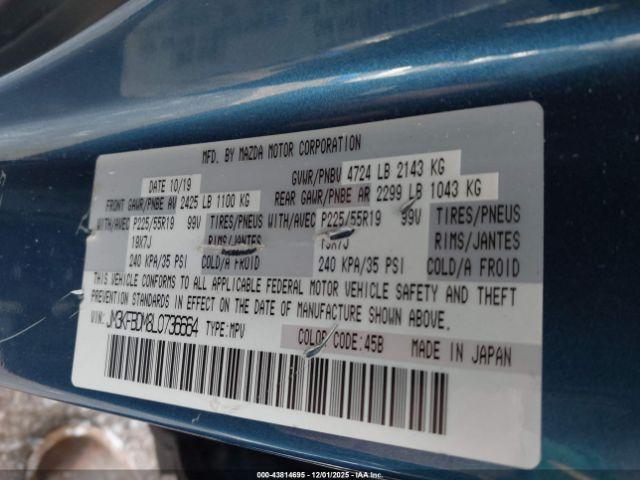 MFD. BY MAZDA MOTOR CORPORATION
DATE 10/19 GVWR/PNBV 4724 LB 2143 KG
FRONT GAWR/PNBE AV 2425 LB 1100 KG REAR GAWR/PNBE AR 2299 LB 1043 KG
WITH/AVEC P225/55R19 99V TIRES/PNEUS WITH/AVEC P225/55R19 99V TIRES/PNEUS
19X7J RIMS/JANTES 19X7J RIMS/JANTES
240 KPA/35 PSI COLD/A FROID 240 KPA/35 PSI COLD/A FROID
THIS VEHICLE CONFORMS TO ALL APPLICABLE FEDERAL MOTOR VEHICLE SAFETY AND THEFT
PREVENTION STANDARDS IN EFFECT ON THE DATE OF MANUFACTURE SHOWN ABOVE.
VIN: JM3KFBDM8L0736664 TYPE: MPV
COLOR CODE: 45B MADE IN JAPAN
00-43814695 - 12/01/2025 - IAAI.COM